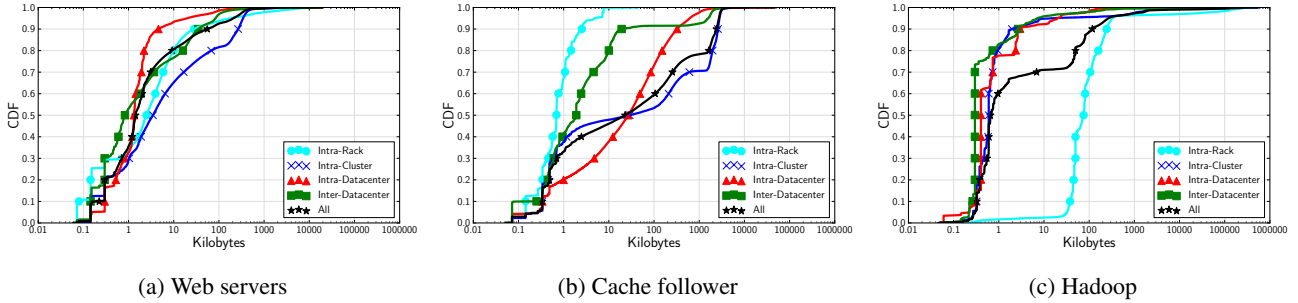 1.0
0.9
0.8
0.7
0.6
0.5
0.4
0.3
0.2
0.1
0.0
CDF
0.01 0.1 1 10 100 1000 10000 1000000
Kilobytes
Intra-Rack
Intra-Cluster
Intra-Datacenter
Inter-Datacenter
All
(a) Web servers
1.0
0.9
0.8
0.7
0.6
0.5
0.4
0.3
0.2
0.1
0.0
CDF
0.01 0.1 1 10 100 1000 10000 1000000
Kilobytes
Intra-Rack
Intra-Cluster
Intra-Datacenter
Inter-Datacenter
All
(b) Cache follower
1.0
0.9
0.8
0.7
0.6
0.5
0.4
0.3
0.2
0.1
0.0
CDF
0.01 0.1 1 10 100 1000 10000 1000000
Kilobytes
Intra-Rack
Intra-Cluster
Intra-Datacenter
Inter-Datacenter
All
(c) Hadoop